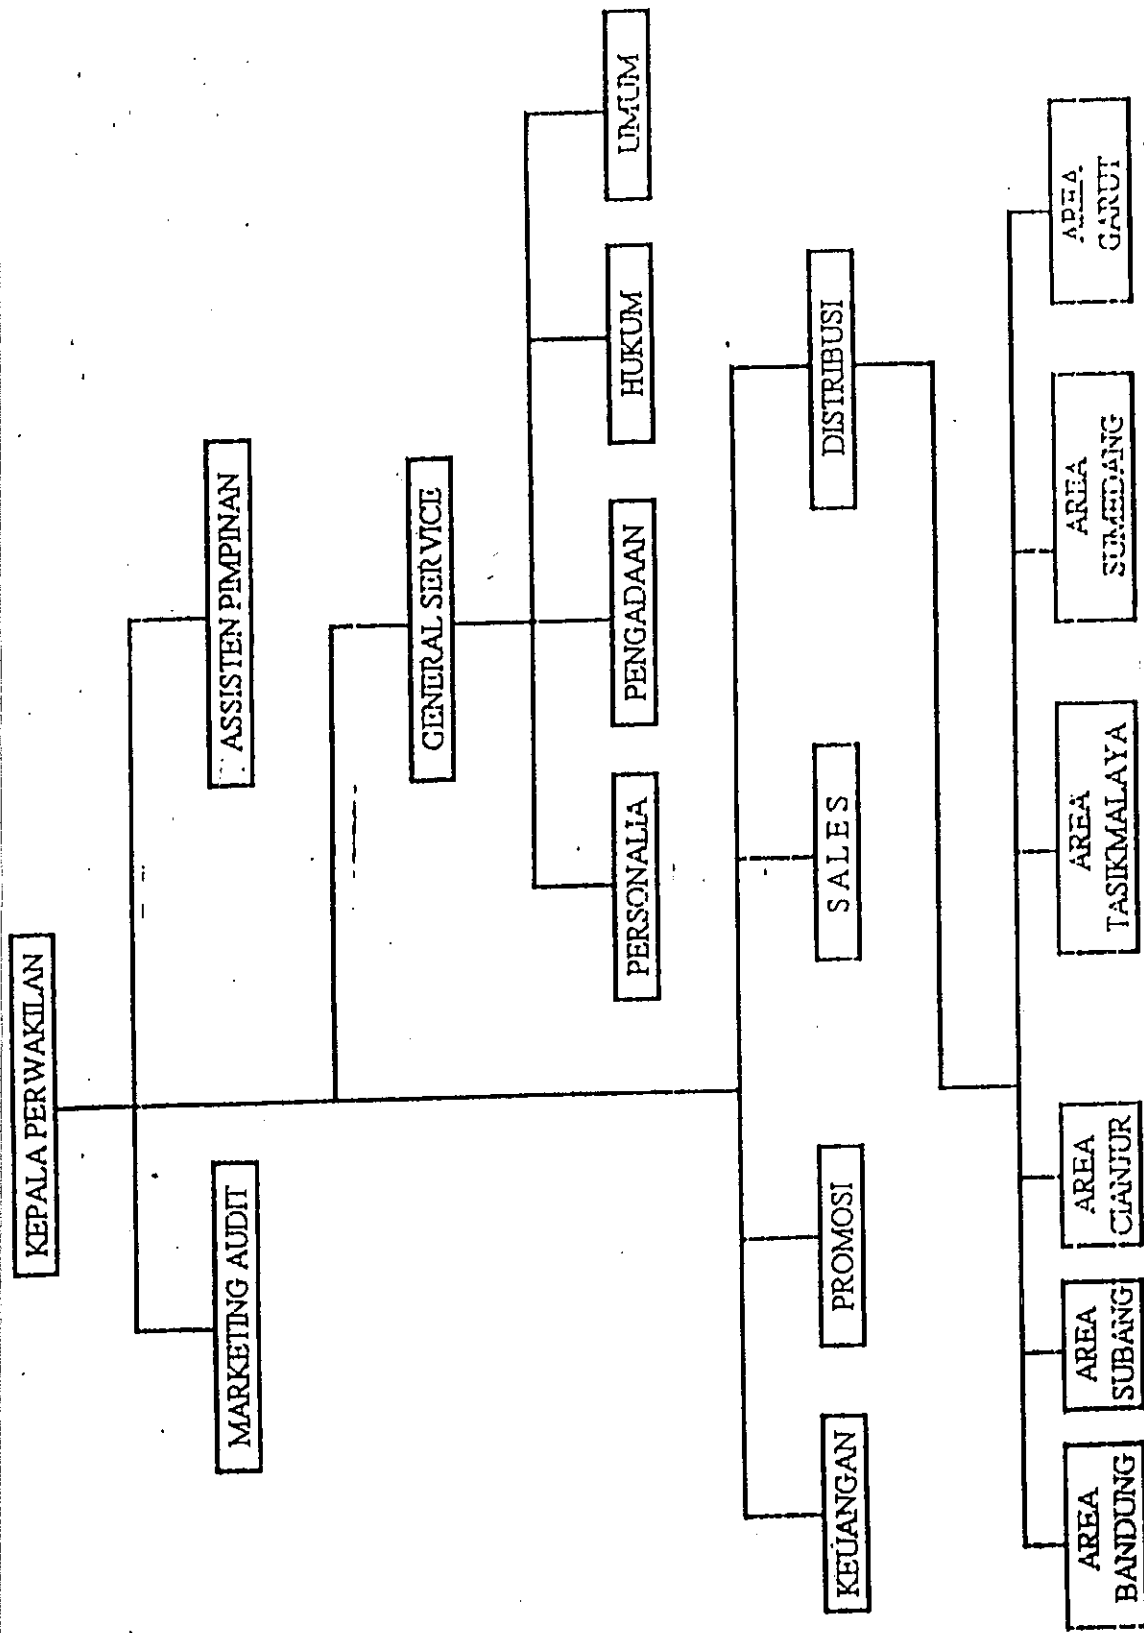 KEPALA PERWAKILAN
MARKETING AUDIT
ASSISTEN PIMPINAN
GENERAL SERVICE
PERSONALIA
PENGADAAN
HUKUM
UMUM
KEUANGAN
PROMOSI
S A L E S
DISTRIBUSI
AREA
BANDUNG
AREA
SUBANG
AREA
CIANJUR
AREA
TASIKMALAYA
AREA
SUMEDANG
AREA
GARUT